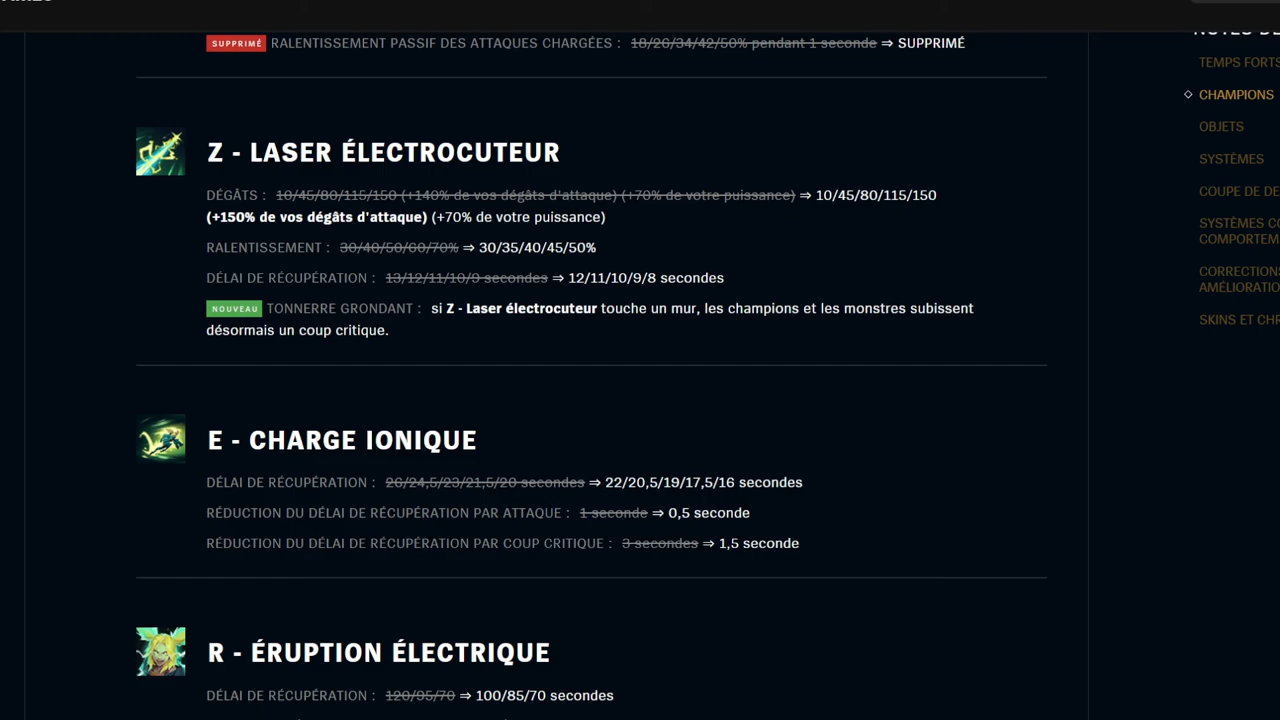 SUPPRIMÉ RALENTISSEMENT PASSIF DES ATTAQUES CHARGÉES : 18/26/34/42/50% pendant 1 seconde ⇒ SUPPRIMÉ
TEMPS FORTS
CHAMPIONS
OBJETS
SYSTÈMES
COUPE DE
SYSTÈMES
CORRECTIONS
SKINS ET
Z - LASER ÉLECTROCUTEUR
DÉGÂTS : 10/45/80/115/150 (+140% de vos dégâts d'attaque) (+70% de votre puissance) ⇒ 10/45/80/115/150
(+150% de vos dégâts d'attaque) (+70% de votre puissance)
RALENTISSEMENT : 30/40/50/60/70% ⇒ 30/35/40/45/50%
DÉLAI DE RÉCUPÉRATION : 13/12/11/10/9 secondes ⇒ 12/11/10/9/8 secondes
NOUVEAU TONNERRE GRONDANT : si Z - Laser électrocuteur touche un mur, les champions et les monstres subissent
désormais un coup critique.
E - CHARGE IONIQUE
DÉLAI DE RÉCUPÉRATION : 26/24,5/23/21,5/20 secondes ⇒ 22/20,5/19/17,5/16 secondes
RÉDUCTION DU DÉLAI DE RÉCUPÉRATION PAR ATTAQUE : 1 seconde ⇒ 0,5 seconde
RÉDUCTION DU DÉLAI DE RÉCUPÉRATION PAR COUP CRITIQUE : 3 secondes ⇒ 1,5 seconde
R - ÉRUPTION ÉLECTRIQUE
DÉLAI DE RÉCUPÉRATION : 120/95/70 ⇒ 100/85/70 secondes